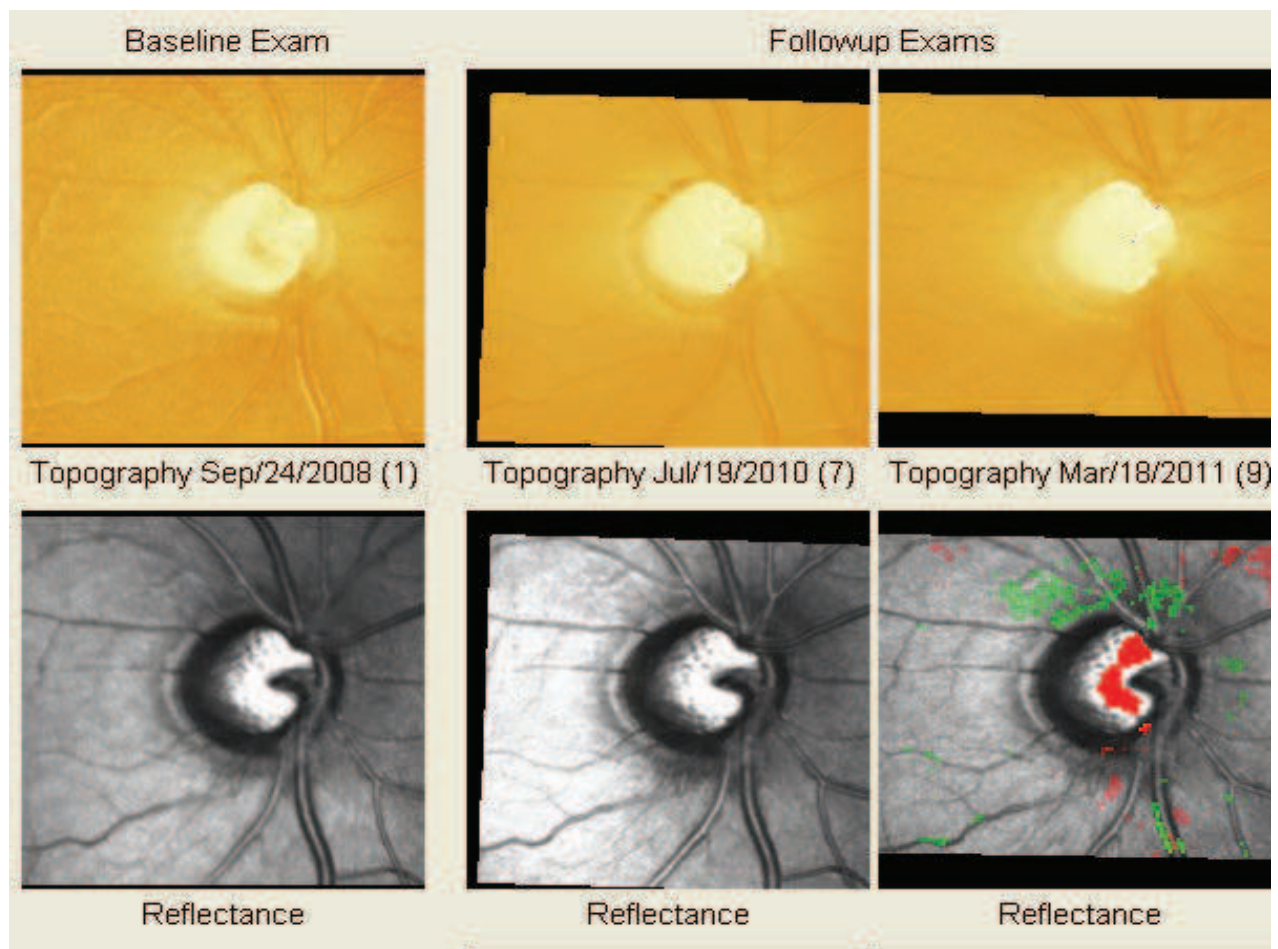 Baseline Exam
Followup Exams
Topography Sep/24/2008 (1)
Topography Jul/19/2010 (7)
Topography Mar/18/2011 (9)
Reflectance
Reflectance
Reflectance